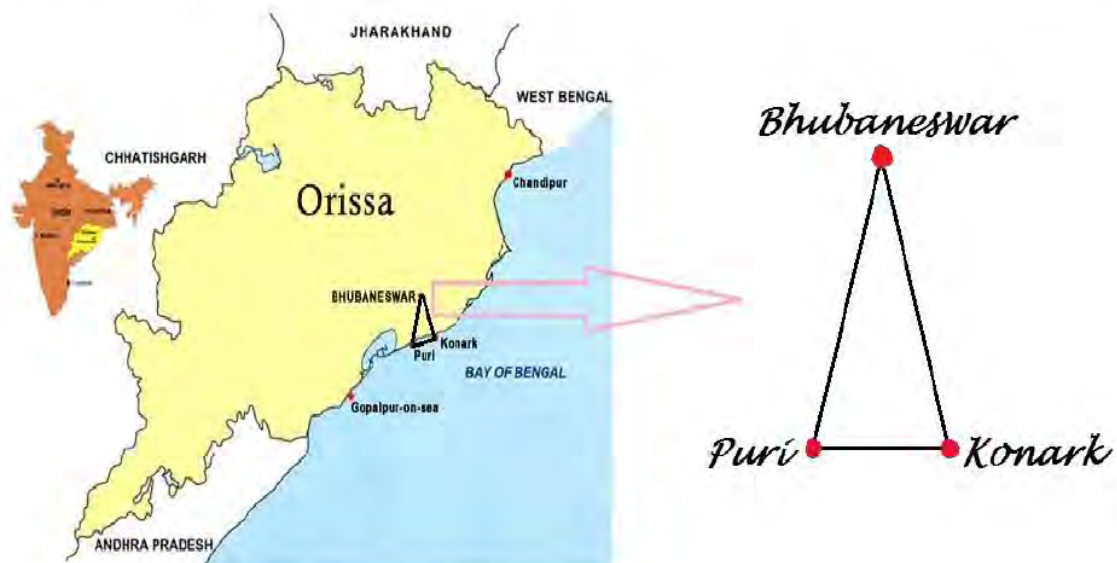 JHARAKHAND
WEST BENGAL
CHHATISHGARH
Orissa
Chandipur
BHUBANESWAR
Konark
Puri
BAY OF BENGAL
Gopalpur-on-sea
ANDHRA PRADESH
Bhubaneswar
Puri
Konark